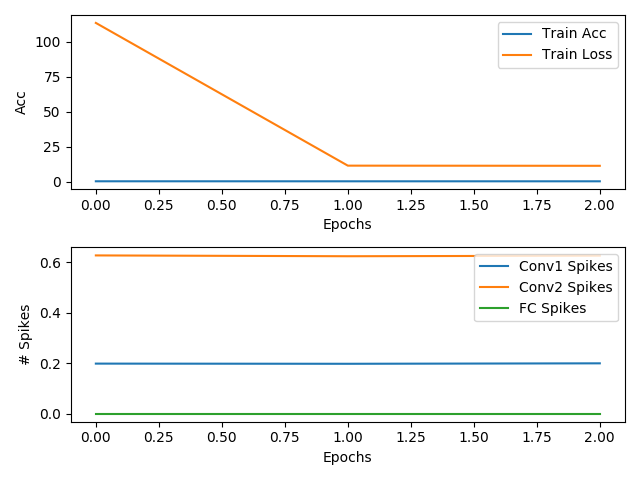 Train Acc
Train Loss
100
75
50
25
0
Acc
0.00 0.25 0.50 0.75 1.00 1.25 1.50 1.75 2.00
Epochs
Conv1 Spikes
Conv2 Spikes
FC Spikes
0.6
0.4
0.2
0.0
# Spikes
0.00 0.25 0.50 0.75 1.00 1.25 1.50 1.75 2.00
Epochs